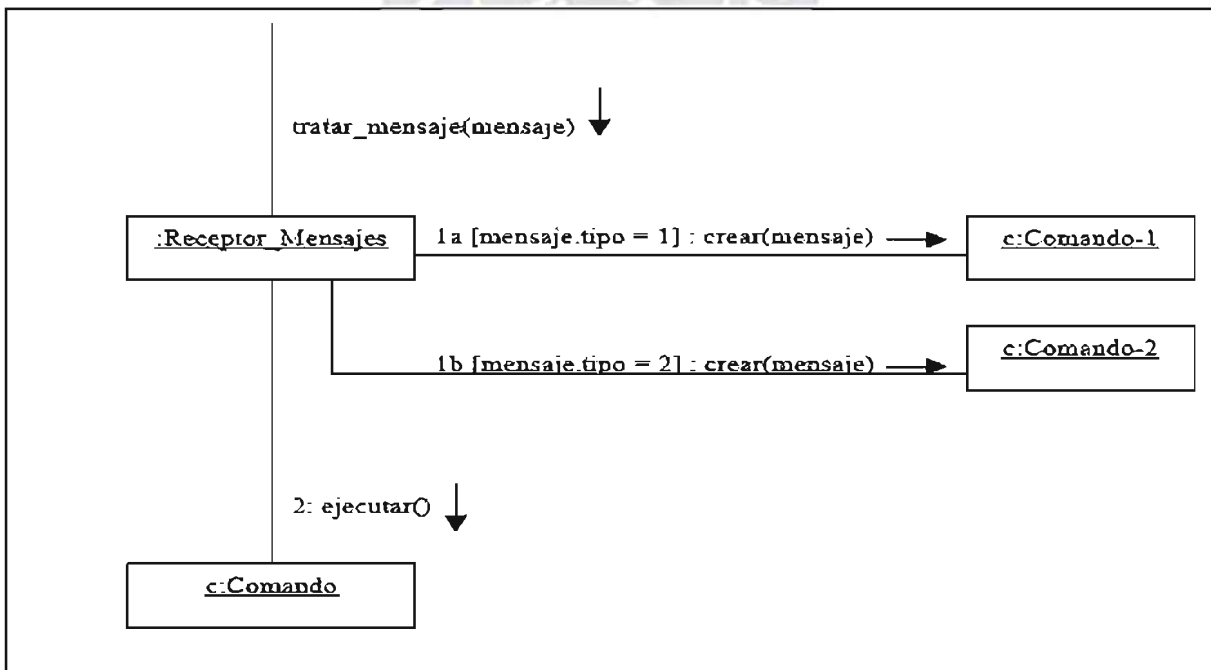 tratar_mensaje(mensaje)
:Receptor_Mensajes
1a [mensaje.tipo = 1] : crear(mensaje)
c:Comando-1
1b [mensaje.tipo = 2] : crear(mensaje)
c:Comando-2
2: ejecutar()
c:Comando